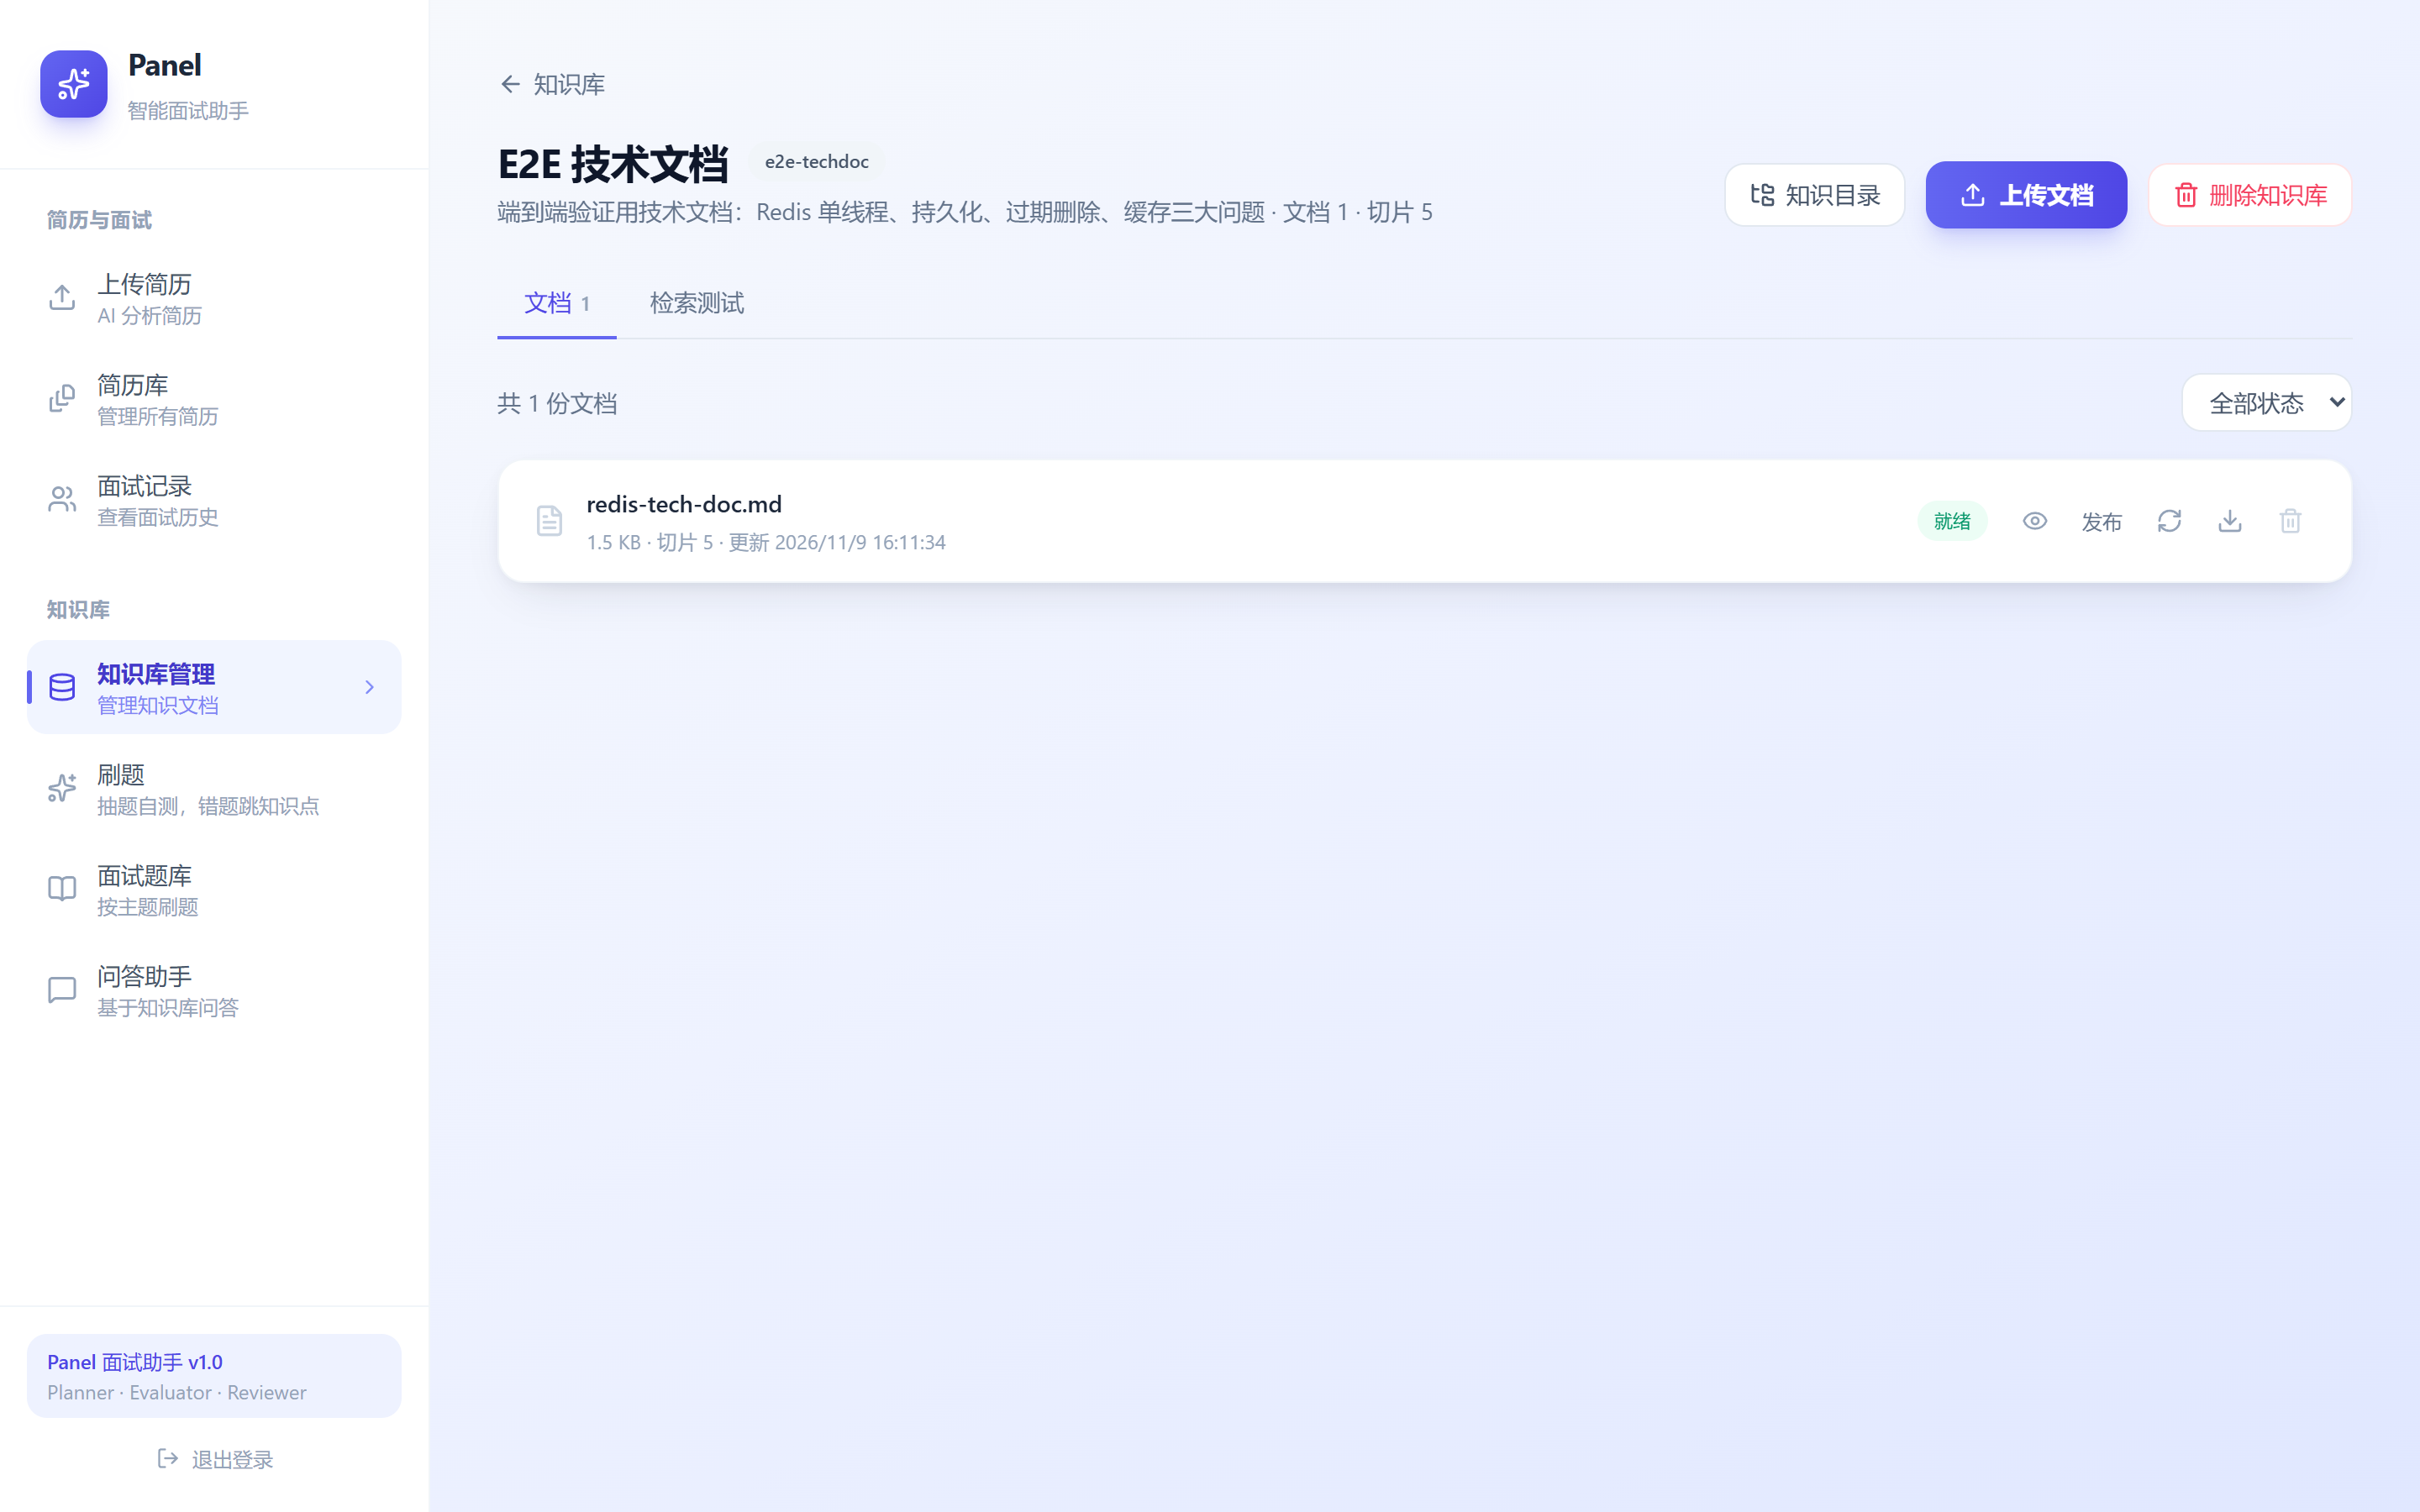 Panel
智能面试助手
简历与面试
上传简历
AI 分析简历
简历库
管理所有简历
面试记录
查看面试历史
知识库
知识库管理
管理知识文档
刷题
抽题自测，错题跳知识点
面试题库
按主题刷题
问答助手
基于知识库问答
Panel 面试助手 v1.0
Planner · Evaluator · Reviewer
退出登录
知识库
E2E 技术文档 e2e-techdoc
端到端验证用技术文档：Redis 单线程、持久化、过期删除、缓存三大问题 · 文档 1 · 切片 5
知识目录 上传文档 删除知识库
文档 1 检索测试
共 1 份文档 全部状态
redis-tech-doc.md
1.5 KB · 切片 5 · 更新 2026/11/9 16:11:34
就绪 发布